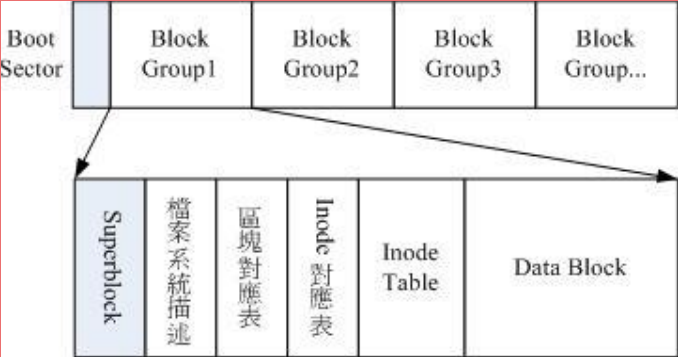 Boot
Sector
Block
Group1
Block
Group2
Block
Group3
Block
Group...
Superblock
檔案系統描述
區塊對應表
Inode 對應表
Inode
Table
Data Block